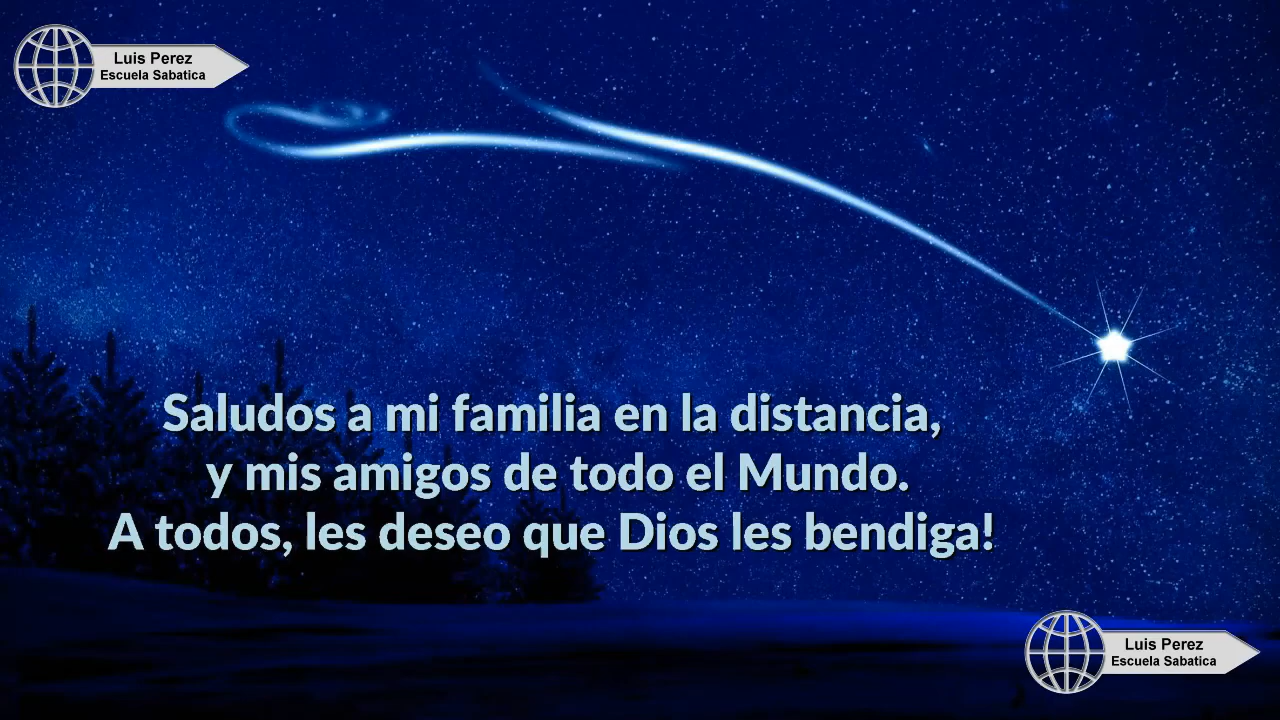 Luis Perez
Escuela Sabatica
Saludos a mi familia en la distancia,
y mis amigos de todo el Mundo.
A todos, les deseo que Dios les bendiga!
Luis Perez
Escuela Sabatica